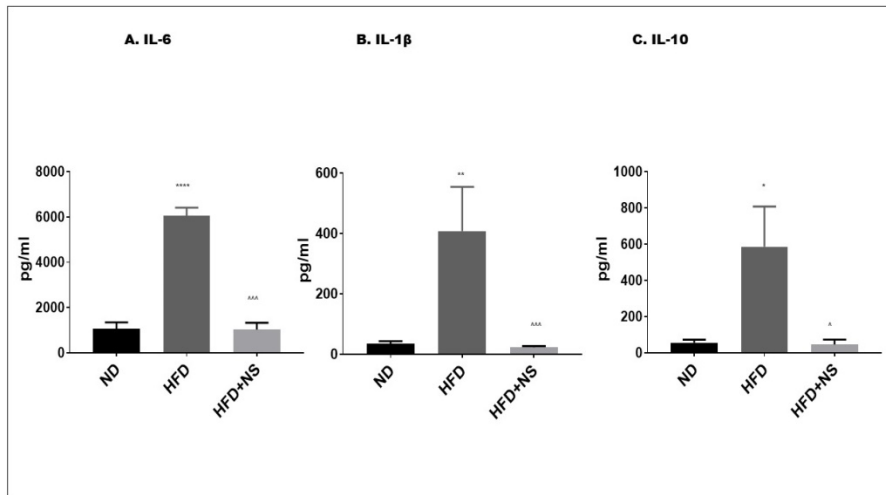 A. IL-6
B. IL-1β
C. IL-10
pg/ml
8000
6000
4000
2000
0
****
^^^
ND
HFD
HFD+NS
pg/ml
600
400
200
0
**
^^^
ND
HFD
HFD+NS
pg/ml
1000
800
600
400
200
0
*
^
ND
HFD
HFD+NS